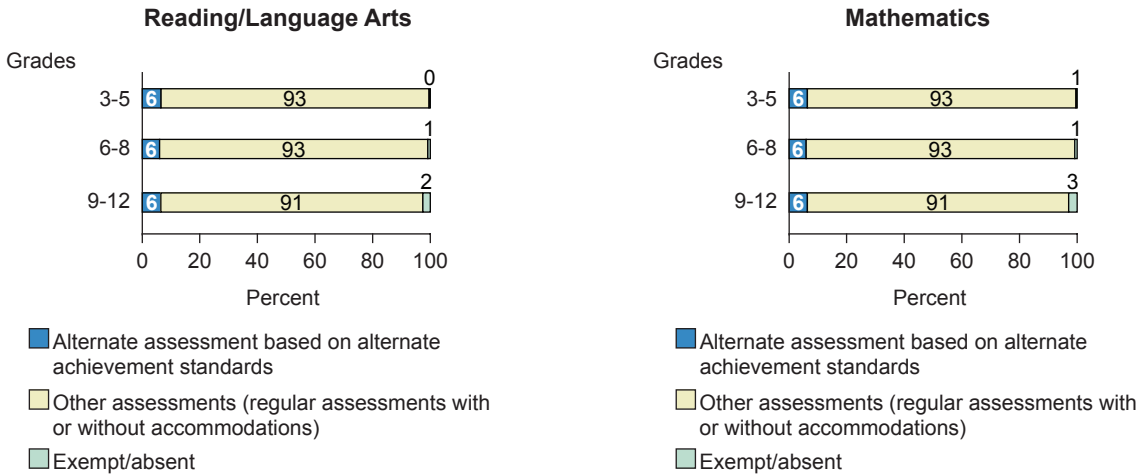 Reading/Language Arts
Grades
0
3-5 6 93
1
6-8 6 93
2
9-12 6 91
0 20 40 60 80 100
Percent
Alternate assessment based on alternate
achievement standards
Other assessments (regular assessments with
or without accommodations)
Exempt/absent
Mathematics
Grades
1
3-5 6 93
1
6-8 6 93
3
9-12 6 91
0 20 40 60 80 100
Percent
Alternate assessment based on alternate
achievement standards
Other assessments (regular assessments with
or without accommodations)
Exempt/absent